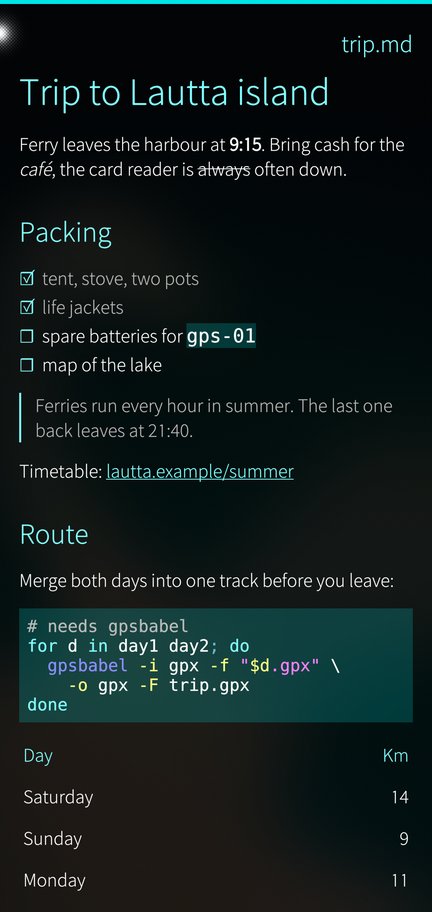 trip.md
Trip to Lautta island
Ferry leaves the harbour at 9:15. Bring cash for the
café, the card reader is always often down.
Packing
☑ tent, stove, two pots
☑ life jackets
☐ spare batteries for gps-01
☐ map of the lake
Ferries run every hour in summer. The last one
back leaves at 21:40.
Timetable: lautta.example/summer
Route
Merge both days into one track before you leave:
# needs gpsbabel
for d in day1 day2; do
  gpsbabel -i gpx -f "$d.gpx" \
    -o gpx -F trip.gpx
done
Day Km
Saturday 14
Sunday 9
Monday 11